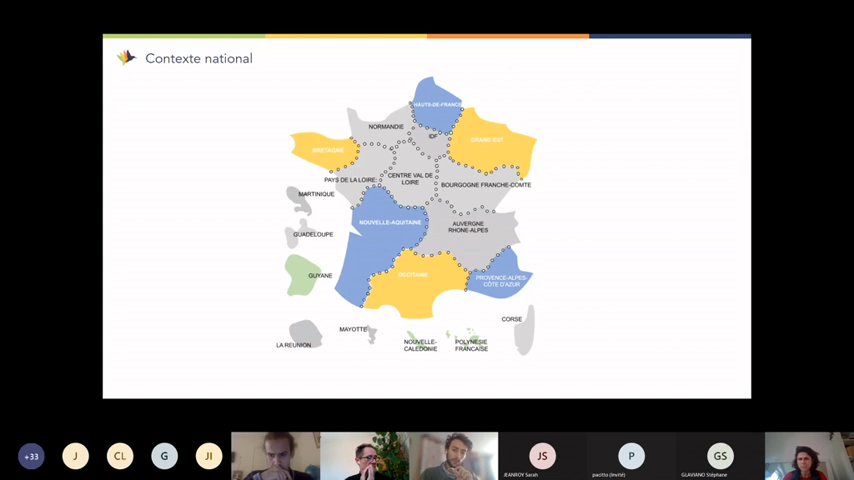 Contexte national
HAUTS-DE-FRANCE
NORMANDIE
IDF
GRAND EST
BRETAGNE
PAYS DE LA LOIRE
CENTRE VAL DE
LOIRE
BOURGOGNE FRANCHE-COMTE
MARTINIQUE
NOUVELLE-AQUITAINE
AUVERGNE
RHONE-ALPES
GUADELOUPE
GUYANE
OCCITANIE
PROVENCE-ALPES-
CÔTE D'AZUR
CORSE
MAYOTTE
LA REUNION
NOUVELLE-
CALEDONIE
POLYNESIE
FRANCAISE
+33
J
CL
G
JI
JS
JEANROY Sarah
P
pacitto (Invité)
GS
GLAVIANO Stéphane